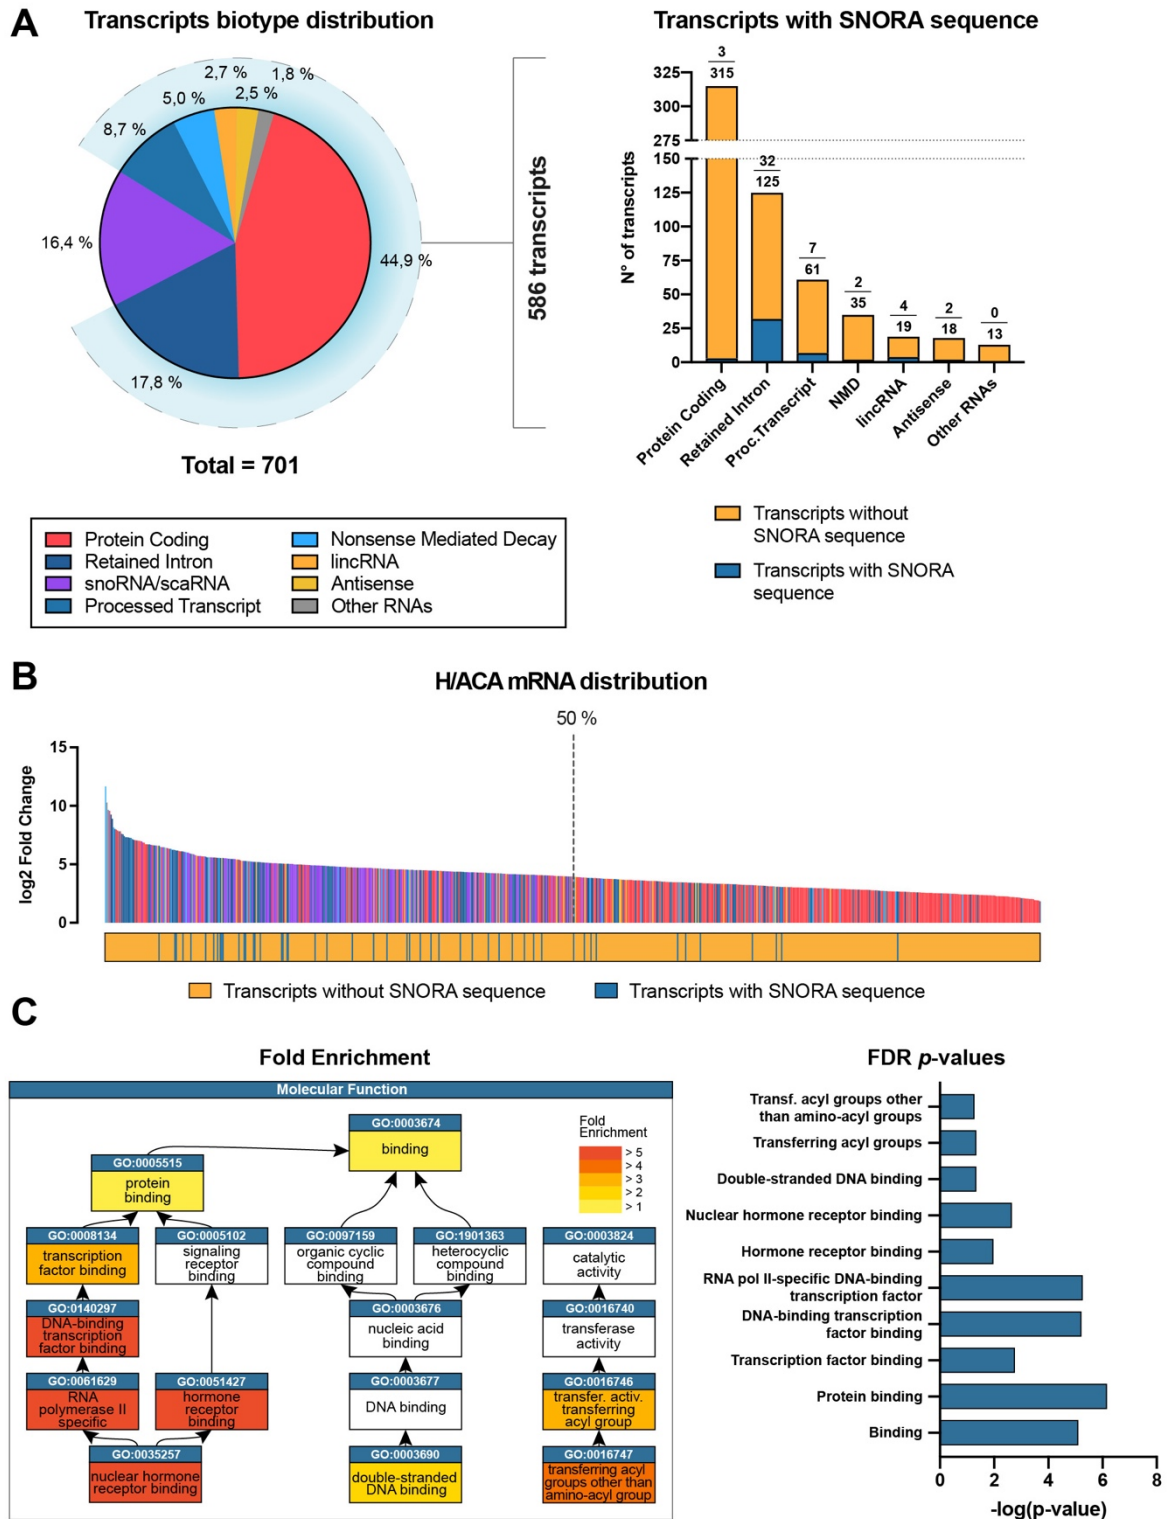 A
Transcripts biotype distribution
2,7 %
1,8 %
5,0 %
2,5 %
8,7 %
16,4 %
44,9 %
17,8 %
586 transcripts
Total = 701
Protein Coding
Retained Intron
snoRNA/scaRNA
Processed Transcript
Nonsense Mediated Decay
lincRNA
Antisense
Other RNAs
Transcripts with SNORA sequence
N° of transcripts
325
300
275
150
125
100
75
50
25
0
3
315
32
125
7
61
2
35
4
19
2
18
0
13
Protein Coding
Retained Intron
Proc.Transcript
NMD
lincRNA
Antisense
Other RNAs
Transcripts without
SNORA sequence
Transcripts with SNORA
sequence
B
H/ACA mRNA distribution
50 %
log2 Fold Change
15
10
5
0
Transcripts without SNORA sequence
Transcripts with SNORA sequence
C
Fold Enrichment
Molecular Function
GO:0003674
binding
Fold
Enrichment
> 5
> 4
> 3
> 2
> 1
GO:0005515
protein
binding
GO:0008134
transcription
factor binding
GO:0005102
signaling
receptor
binding
GO:0097159
organic cyclic
compound
binding
GO:1901363
heterocyclic
compound
binding
GO:0003824
catalytic
activity
GO:0140297
DNA-binding
transcription
factor binding
GO:0003676
nucleic acid
binding
GO:0016740
transferase
activity
GO:0061629
RNA
polymerase II
specific
GO:0051427
hormone
receptor
binding
GO:0003677
DNA binding
GO:0016746
transfer. activ.
transferring
acyl group
GO:0035257
nuclear hormone
receptor binding
GO:0003690
double-stranded
DNA binding
GO:0016747
transferring acyl
groups other than
amino-acyl group
FDR p-values
Transf. acyl groups other
than amino-acyl groups
Transferring acyl groups
Double-stranded DNA binding
Nuclear hormone receptor binding
Hormone receptor binding
RNA pol II-specific DNA-binding
transcription factor
DNA-binding transcription
factor binding
Transcription factor binding
Protein binding
Binding
0
2
4
6
8
-log(p-value)